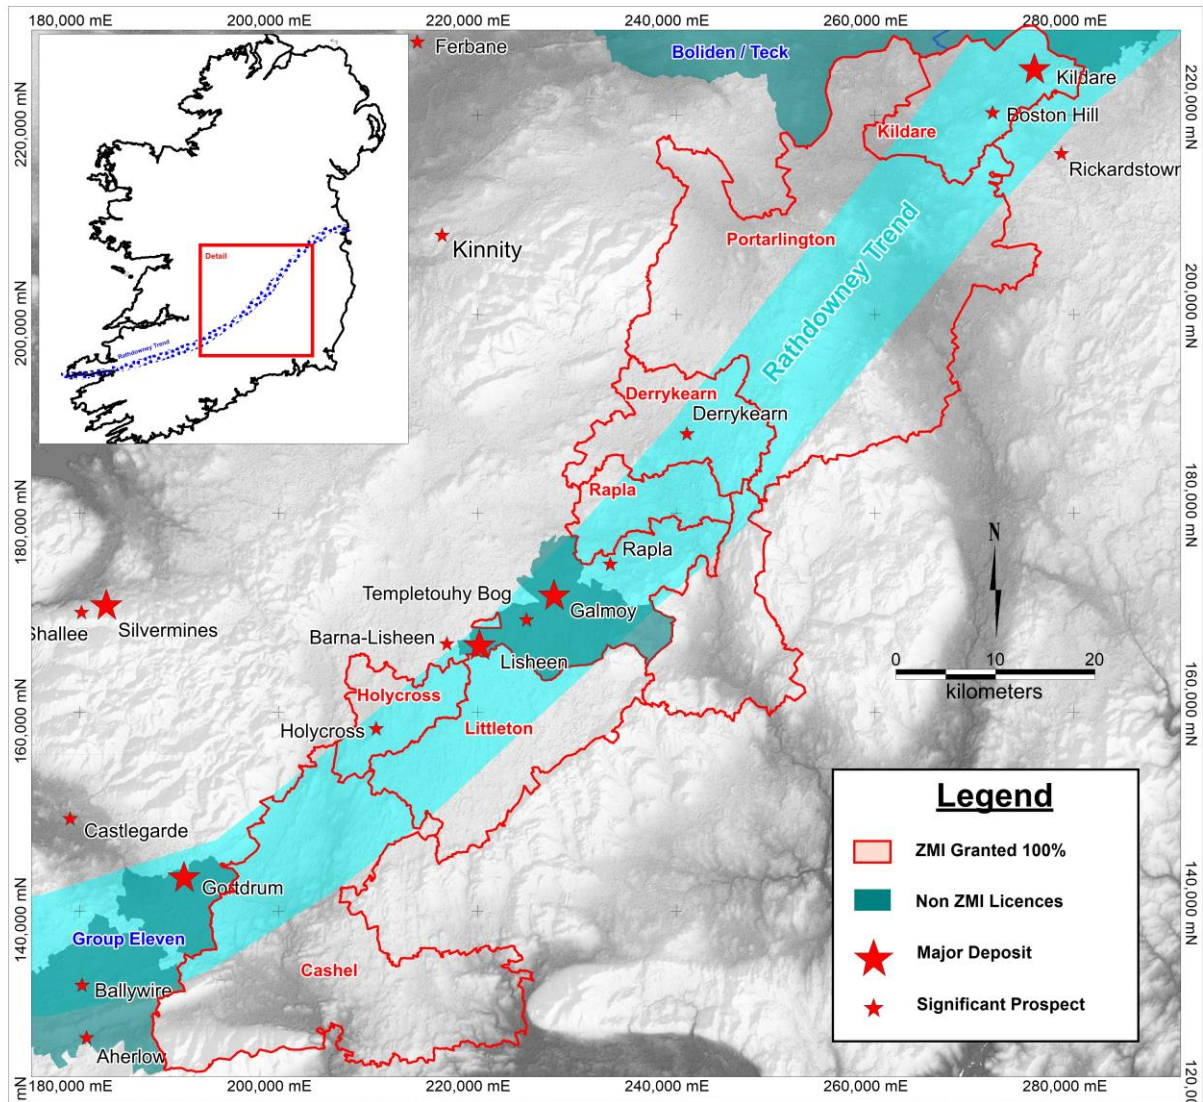 180,000 mE
200,000 mE
220,000 mE
240,000 mE
260,000 mE
280,000 mE
Ferbane
Boliden / Teck
Kildare
Boston Hill
Kildare
Rickardstown
Detail
Rathdowney Trend
Kinnity
Portarlington
Rathdowney Trend
Derrykearn
Derrykearn
Rapla
Rapla
Templetouhy Bog
Galmoy
Shallee
Silvermines
Barna-Lisheen
Lisheen
Holycross
Holycross
Littleton
N
0
10
20
kilometers
Castlegarde
Gortdrum
Group Eleven
Cashel
Ballywire
Aherlow
Legend
ZMI Granted 100%
Non ZMI Licences
Major Deposit
Significant Prospect
220,000 mN
200,000 mN
180,000 mN
160,000 mN
140,000 mN
mN
220,000 mN
200,000 mN
180,000 mN
160,000 mN
140,000 mN
120,0
180,000 mE
200,000 mE
220,000 mE
240,000 mE
260,000 mE
280,000 mE